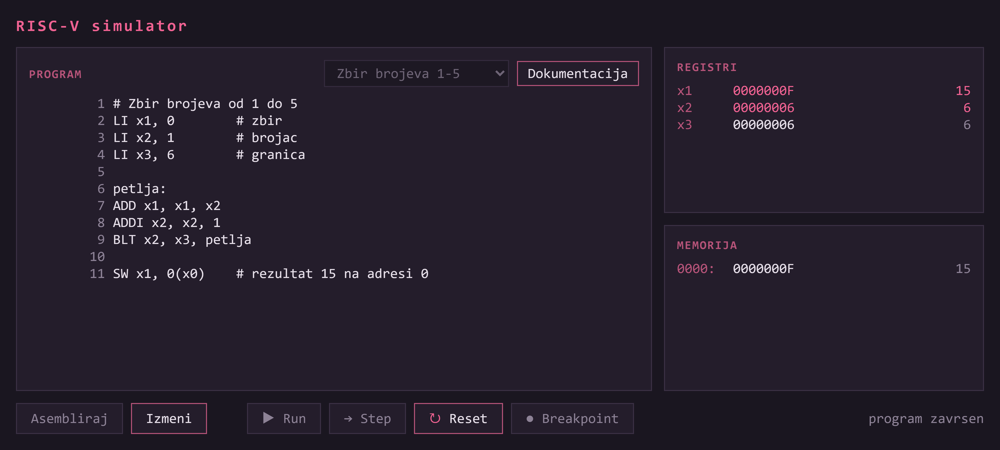 RISC-V simulator
PROGRAM
Zbir brojeva 1-5
Dokumentacija
1 # Zbir brojeva od 1 do 5
2 LI x1, 0        # zbir
3 LI x2, 1        # brojac
4 LI x3, 6        # granica
5
6 petlja:
7 ADD x1, x1, x2
8 ADDI x2, x2, 1
9 BLT x2, x3, petlja
10
11 SW x1, 0(x0)    # rezultat 15 na adresi 0
REGISTRI
x1 0000000F 15
x2 00000006 6
x3 00000006 6
MEMORIJA
0000: 0000000F 15
Asembliraj
Izmeni
▶ Run
→ Step
↻ Reset
● Breakpoint
program zavrsen